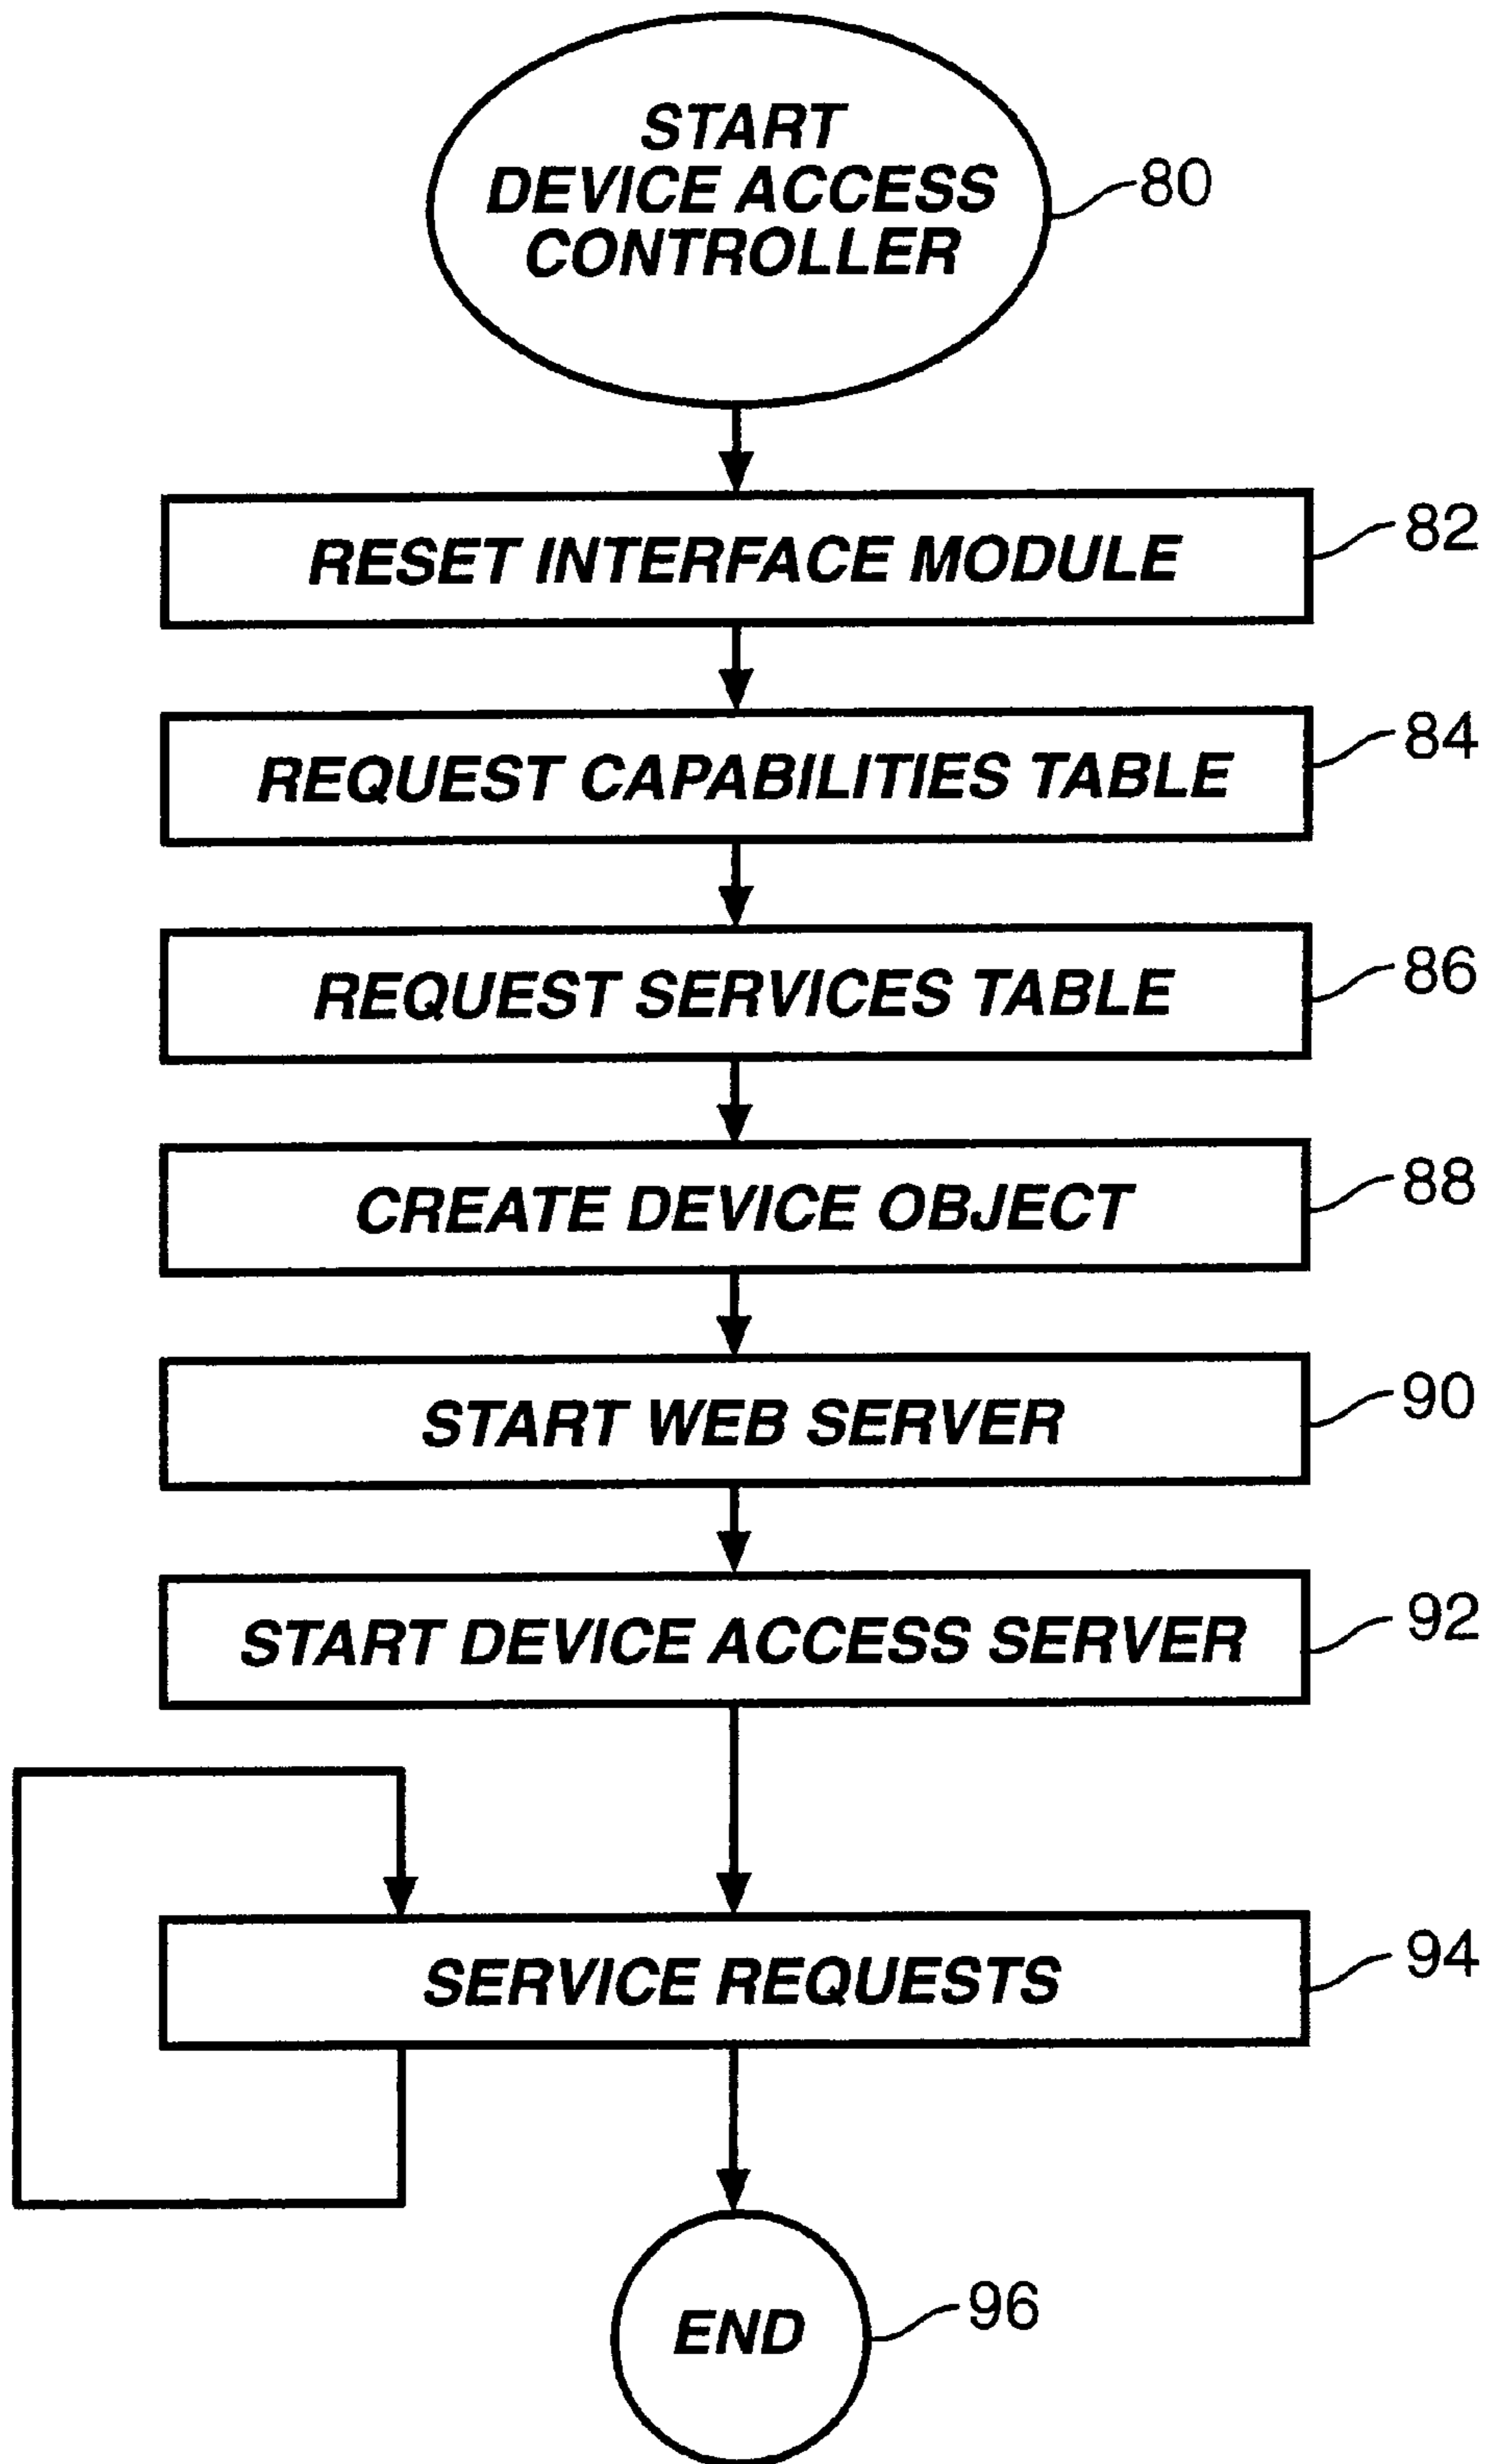 START
DEVICE ACCESS
CONTROLLER
80
RESET INTERFACE MODULE
82
REQUEST CAPABILITIES TABLE
84
REQUEST SERVICES TABLE
86
CREATE DEVICE OBJECT
88
START WEB SERVER
90
START DEVICE ACCESS SERVER
92
SERVICE REQUESTS
94
END
96